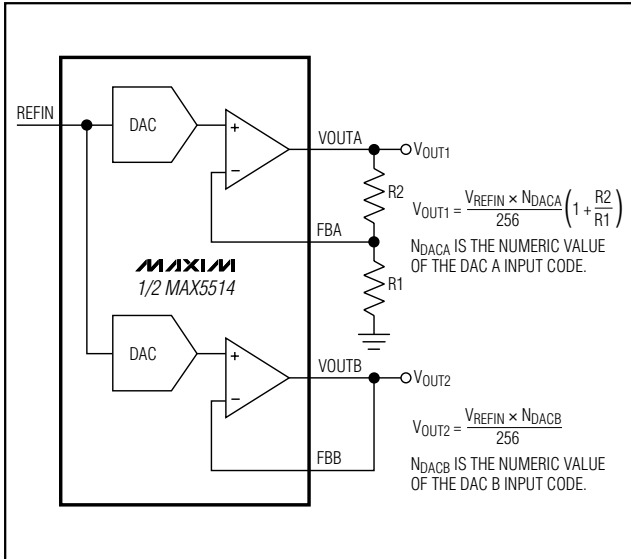 REFIN
DAC
+
−
VOUTA
VOUT1
R2
FBA
R1
VOUT1 = VREFIN × NDACA / 256 (1 + R2 / R1)
NDACA IS THE NUMERIC VALUE
OF THE DAC A INPUT CODE.
MAXIM
1/2 MAX5514
DAC
+
−
VOUTB
VOUT2
FBB
VOUT2 = VREFIN × NDACB / 256
NDACB IS THE NUMERIC VALUE
OF THE DAC B INPUT CODE.